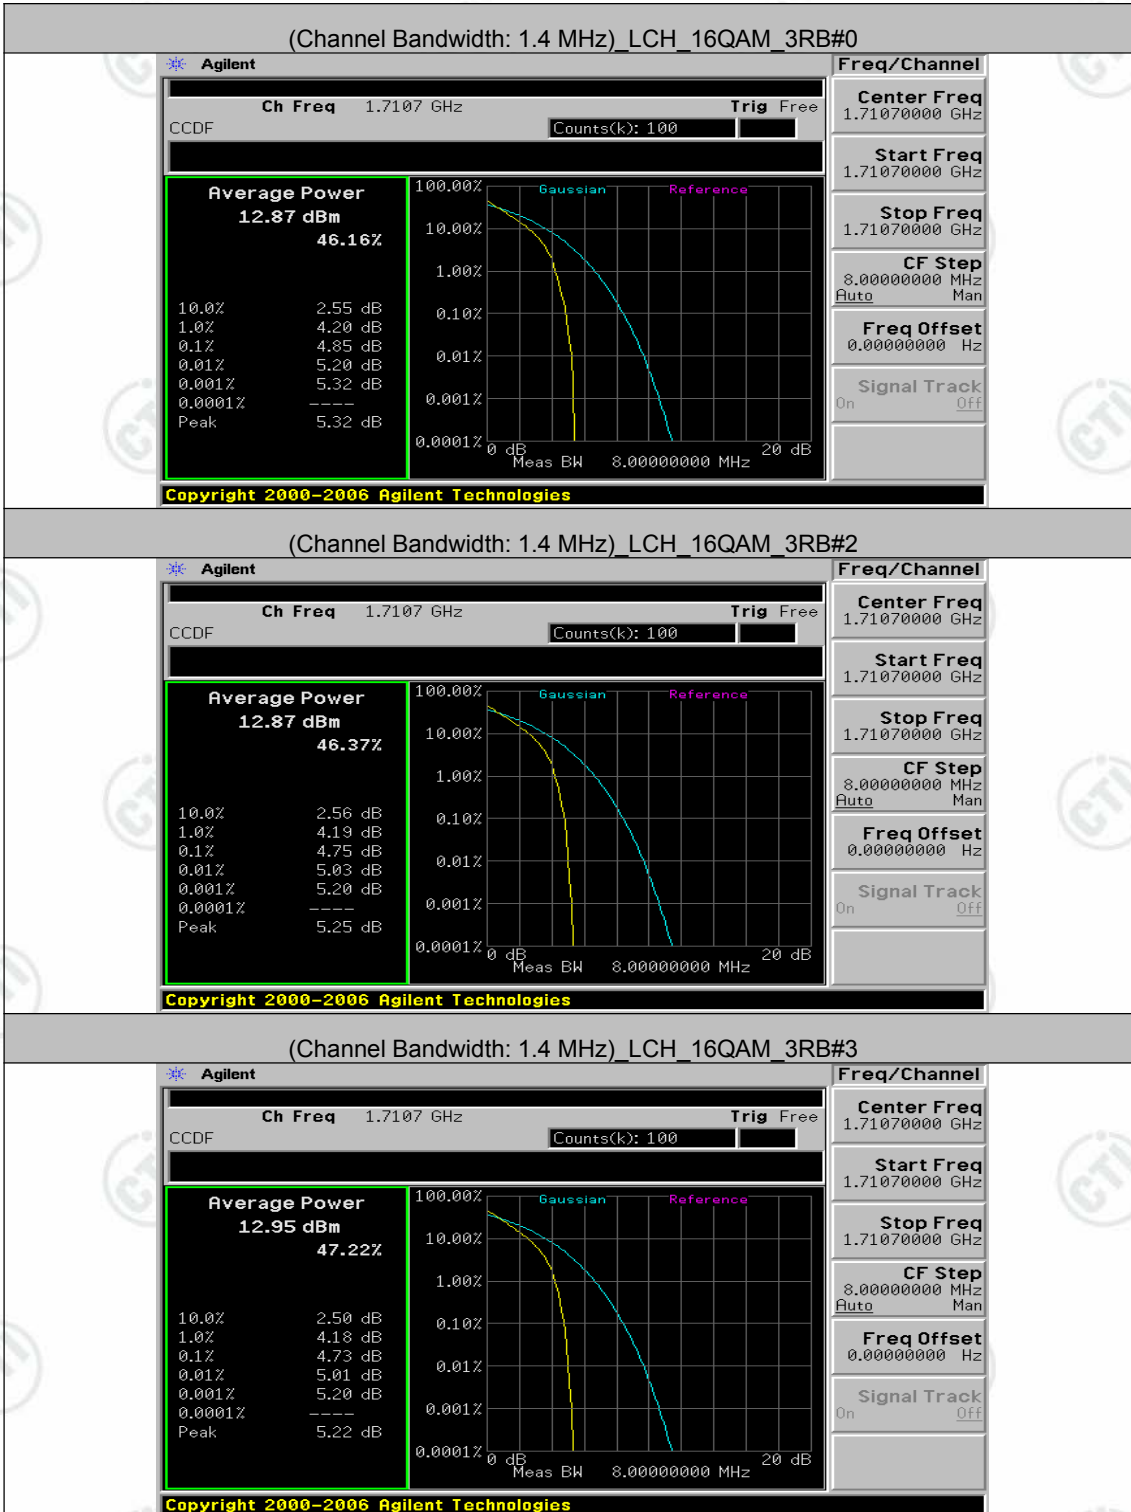 (Channel Bandwidth: 1.4 MHz)_LCH_16QAM_3RB#0
Agilent
Freq/Channel
Ch Freq 1.7107 GHz Trig Free
CCDF Counts(k): 100
Average Power
12.87 dBm
46.16%
10.0% 2.55 dB
1.0% 4.20 dB
0.1% 4.85 dB
0.01% 5.20 dB
0.001% 5.32 dB
0.0001% ----
Peak 5.32 dB
Gaussian Reference
100.00%
10.00%
1.00%
0.10%
0.01%
0.001%
0.0001%
0 dB 20 dB
Meas BW 8.00000000 MHz
Center Freq
1.71070000 GHz
Start Freq
1.71070000 GHz
Stop Freq
1.71070000 GHz
CF Step
8.00000000 MHz
Auto Man
Freq Offset
0.00000000 Hz
Signal Track
On Off
Copyright 2000-2006 Agilent Technologies
(Channel Bandwidth: 1.4 MHz)_LCH_16QAM_3RB#2
Agilent
Freq/Channel
Ch Freq 1.7107 GHz Trig Free
CCDF Counts(k): 100
Average Power
12.87 dBm
46.37%
10.0% 2.56 dB
1.0% 4.19 dB
0.1% 4.75 dB
0.01% 5.03 dB
0.001% 5.20 dB
0.0001% ----
Peak 5.25 dB
Gaussian Reference
100.00%
10.00%
1.00%
0.10%
0.01%
0.001%
0.0001%
0 dB 20 dB
Meas BW 8.00000000 MHz
Center Freq
1.71070000 GHz
Start Freq
1.71070000 GHz
Stop Freq
1.71070000 GHz
CF Step
8.00000000 MHz
Auto Man
Freq Offset
0.00000000 Hz
Signal Track
On Off
Copyright 2000-2006 Agilent Technologies
(Channel Bandwidth: 1.4 MHz)_LCH_16QAM_3RB#3
Agilent
Freq/Channel
Ch Freq 1.7107 GHz Trig Free
CCDF Counts(k): 100
Average Power
12.95 dBm
47.22%
10.0% 2.50 dB
1.0% 4.18 dB
0.1% 4.73 dB
0.01% 5.01 dB
0.001% 5.20 dB
0.0001% ----
Peak 5.22 dB
Gaussian Reference
100.00%
10.00%
1.00%
0.10%
0.01%
0.001%
0.0001%
0 dB 20 dB
Meas BW 8.00000000 MHz
Center Freq
1.71070000 GHz
Start Freq
1.71070000 GHz
Stop Freq
1.71070000 GHz
CF Step
8.00000000 MHz
Auto Man
Freq Offset
0.00000000 Hz
Signal Track
On Off
Copyright 2000-2006 Agilent Technologies
CTI
CTI
CTI
CTI
CTI
CTI
CTI
CTI